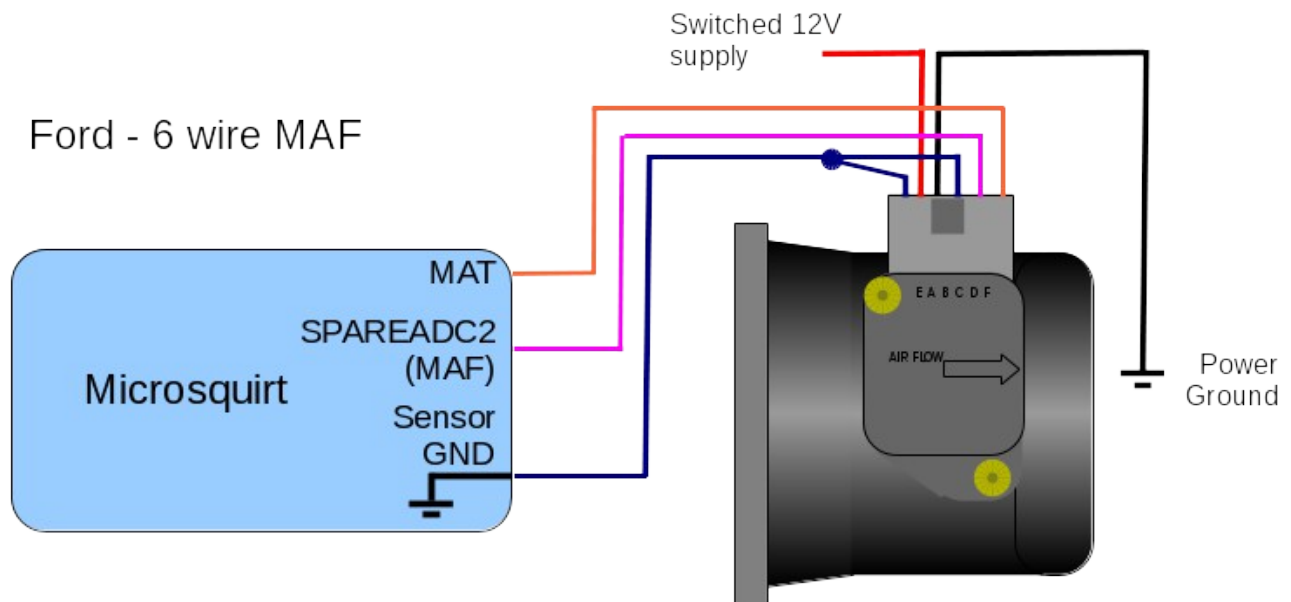 Switched 12V
supply
Ford - 6 wire MAF
MAT
SPAREADC2
(MAF)
Microsquirt
Sensor
GND
E A B C D F
AIR FLOW
Power
Ground